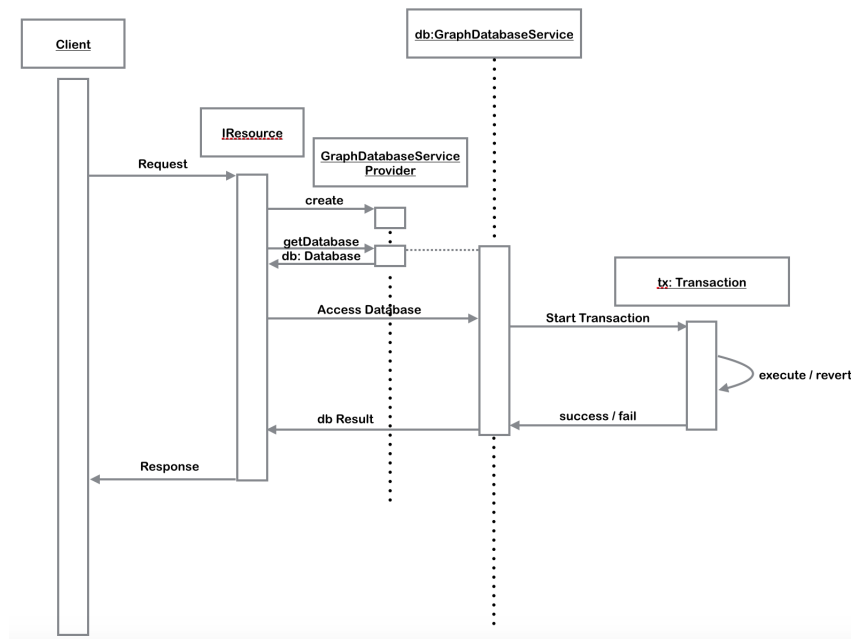 Client
db:GraphDatabaseService
IResource
GraphDatabaseService
Provider
Request
create
getDatabase
db: Database
tx: Transaction
Access Database
Start Transaction
execute / revert
db Result
success / fail
Response